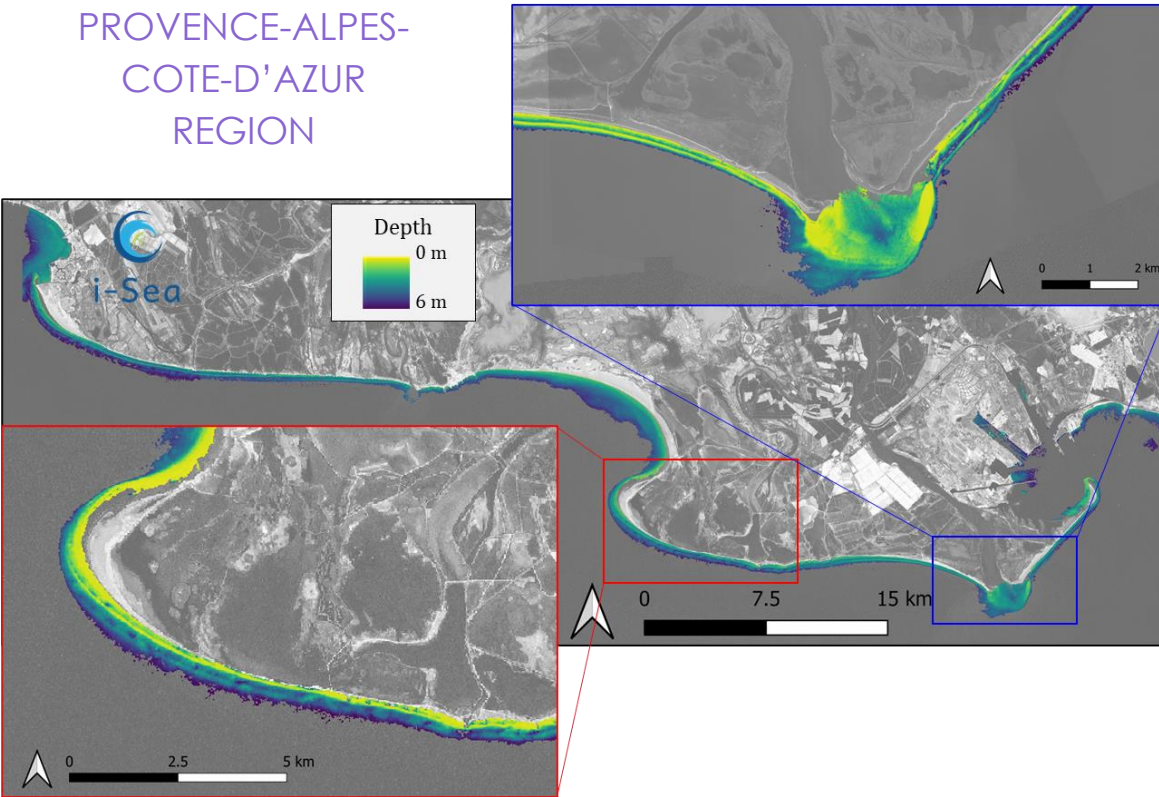 PROVENCE-ALPES-
COTE-D’AZUR
REGION
i-Sea
Depth
0 m
6 m
0 1 2 km
0 7.5 15 km
0 2.5 5 km